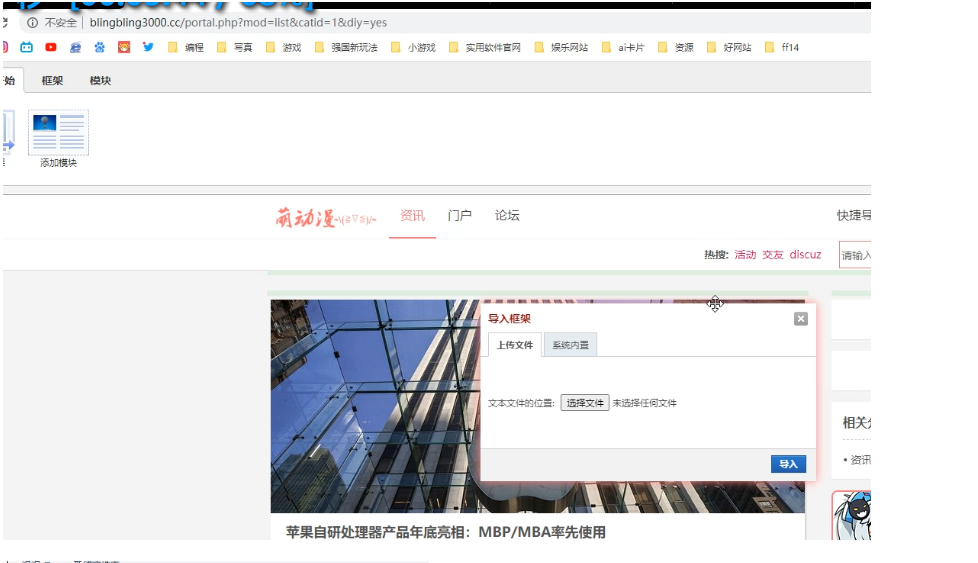 不安全 | blingbling3000.cc/portal.php?mod=list&catid=1&diy=yes
编程 写真 游戏 强国新玩法 小游戏 实用软件官网 娱乐网站 ai卡片 资源 好网站 ff14
始 框架 模块
添加模块
萌动漫~\(≧▽≦)/~ 资讯 门户 论坛 快捷导
热搜: 活动 交友 discuz 请输入
导入框架
上传文件 系统内置
文本文件的位置: 选择文件 未选择任何文件
导入
相关分
• 资讯
苹果自研处理器产品年底亮相：MBP/MBA率先使用